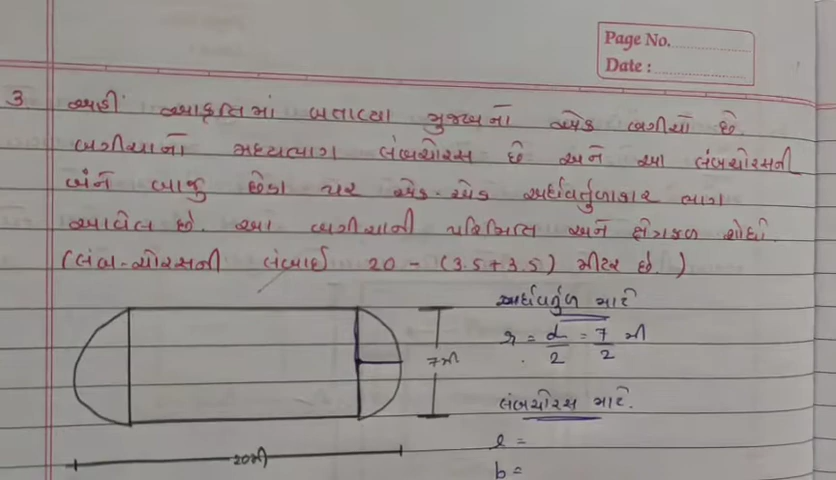 Page No.
Date :
3 અહીં આકૃતિમાં બતાવ્યા મુજબનો એક બગીચો છે.
બગીચાનો મધ્યભાગ લંબચોરસ છે અને આ લંબચોરસની
બંને બાજુ છેડા પર એક-એક અર્ધવર્તુળાકાર ભાગ
આવેલ છે. આ બગીચાની પરિમિતિ અને ક્ષેત્રફળ શોધો.
(લંબ-ચોરસની લંબાઈ 20 - (3.5+3.5) મીટર છે.)
અર્ધવર્તુળ માટે
r = d/2 = 7/2 મી
7મી
લંબચોરસ માટે.
l =
b =
20મી